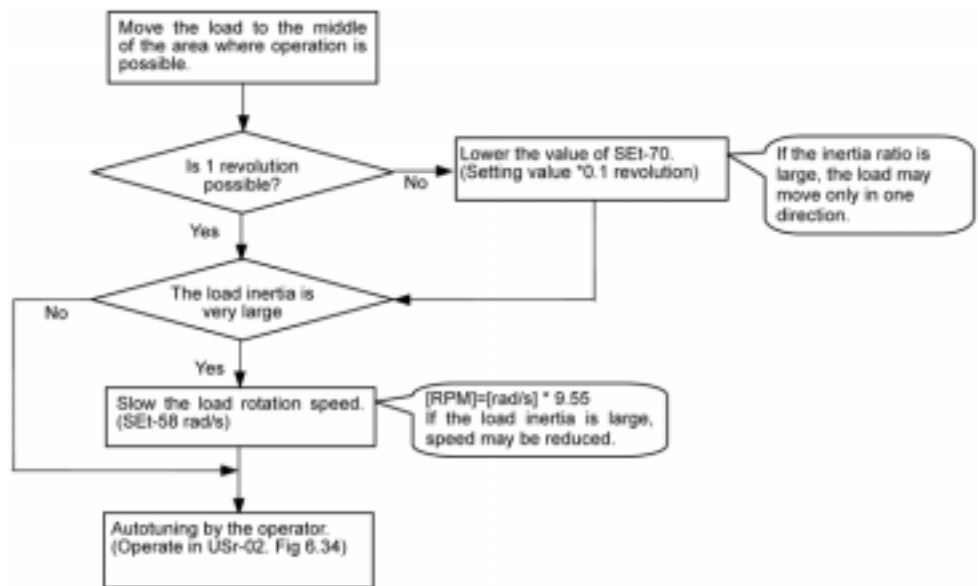 Move the load to the middle
of the area where operation is
possible.
Is 1 revolution
possible?
No
Lower the value of SEt-70.
(Setting value *0.1 revolution)
If the inertia ratio is
large, the load may
move only in one
direction.
Yes
The load inertia is
very large
No
Yes
Slow the load rotation speed.
(SEt-58 rad/s)
[RPM]=[rad/s] * 9.55
If the load inertia is large,
speed may be reduced.
Autotuning by the operator.
(Operate in USr-02. Fig 6.34)